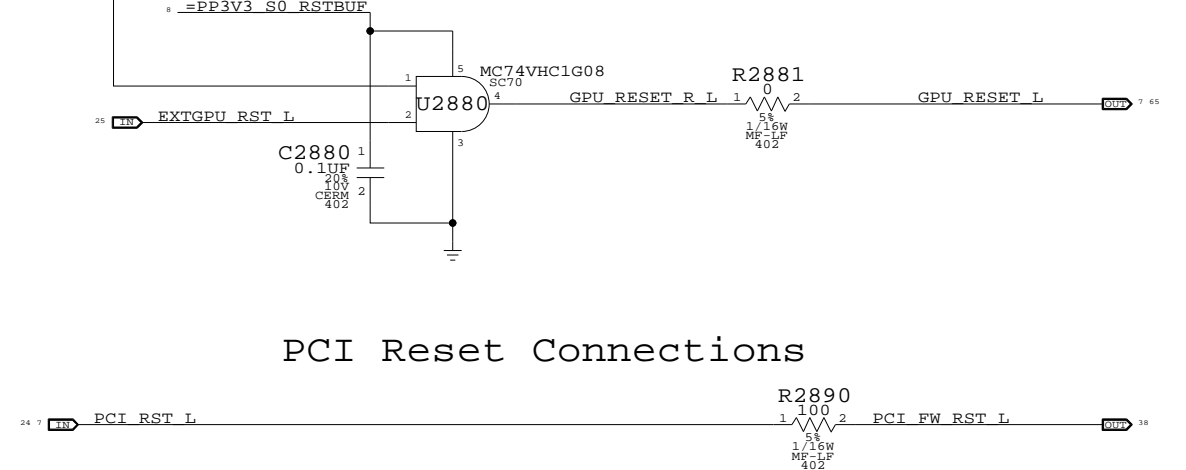 8 =PP3V3_S0_RSTBUF
5 MC74VHC1G08
SC70
1
U2880
4 GPU_RESET_R_L
R2881
0
1 2
5%
1/16W
MF-LF
402
GPU_RESET_L OUT 7 65
25 IN EXTGPU_RST_L 2
3
C2880 1
0.1UF
20%
10V
CERM
402
2
PCI Reset Connections
24 7 IN PCI_RST_L
R2890
100
1 2
5%
1/16W
MF-LF
402
PCI_FW_RST_L OUT 38